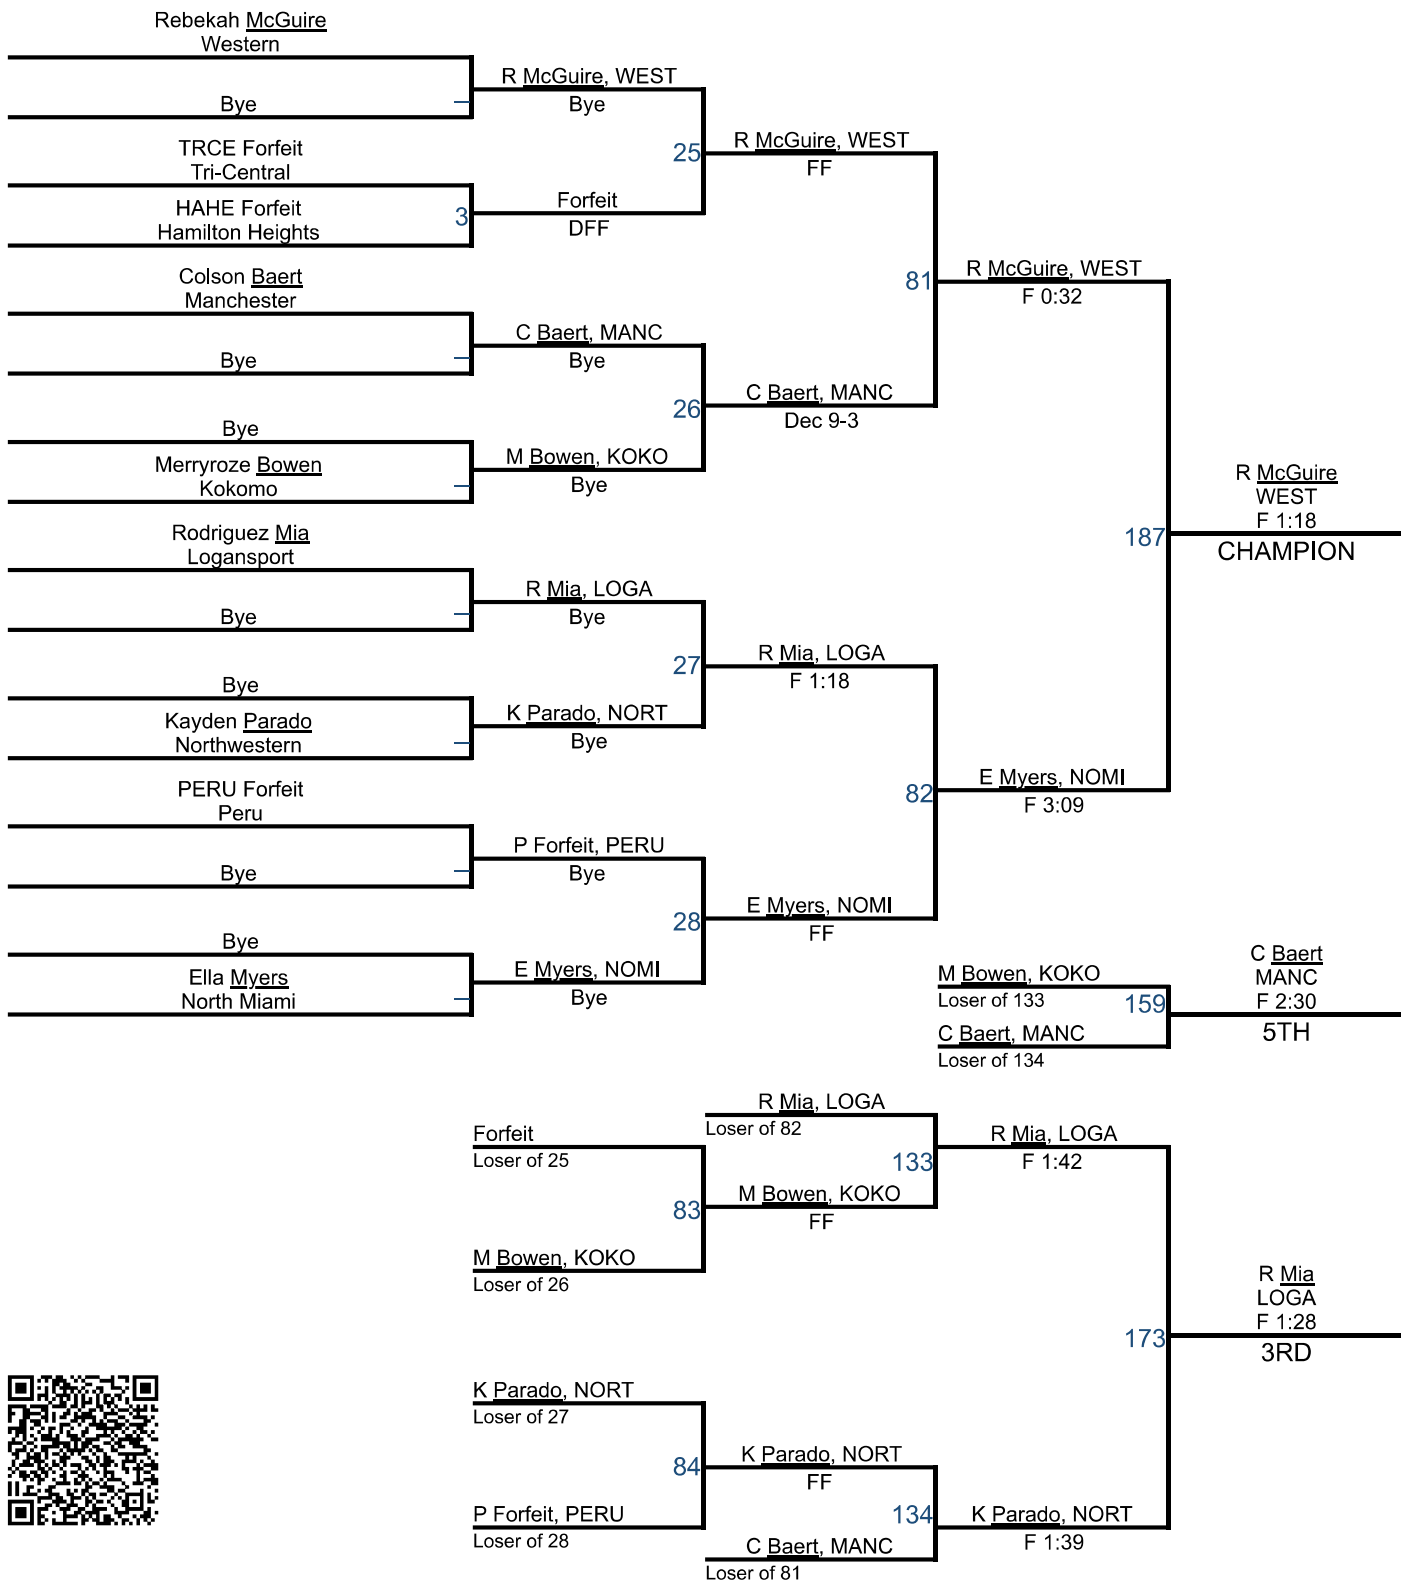 Rebekah McGuire
Western
Bye
R McGuire, WEST
Bye
TRCE Forfeit
Tri-Central
HAHE Forfeit
Hamilton Heights
3
Forfeit
DFF
25
R McGuire, WEST
FF
Colson Baert
Manchester
Bye
C Baert, MANC
Bye
Bye
Merryroze Bowen
Kokomo
M Bowen, KOKO
Bye
26
C Baert, MANC
Dec 9-3
81
R McGuire, WEST
F 0:32
Rodriguez Mia
Logansport
Bye
R Mia, LOGA
Bye
Bye
Kayden Parado
Northwestern
K Parado, NORT
Bye
27
R Mia, LOGA
F 1:18
PERU Forfeit
Peru
Bye
P Forfeit, PERU
Bye
Bye
Ella Myers
North Miami
E Myers, NOMI
Bye
28
E Myers, NOMI
FF
82
E Myers, NOMI
F 3:09
187
R McGuire
WEST
F 1:18
CHAMPION
M Bowen, KOKO
Loser of 133
C Baert, MANC
Loser of 134
159
C Baert
MANC
F 2:30
5TH
Forfeit
Loser of 25
M Bowen, KOKO
Loser of 26
83
R Mia, LOGA
Loser of 82
M Bowen, KOKO
FF
133
R Mia, LOGA
F 1:42
K Parado, NORT
Loser of 27
P Forfeit, PERU
Loser of 28
84
K Parado, NORT
FF
C Baert, MANC
Loser of 81
134
K Parado, NORT
F 1:39
173
R Mia
LOGA
F 1:28
3RD